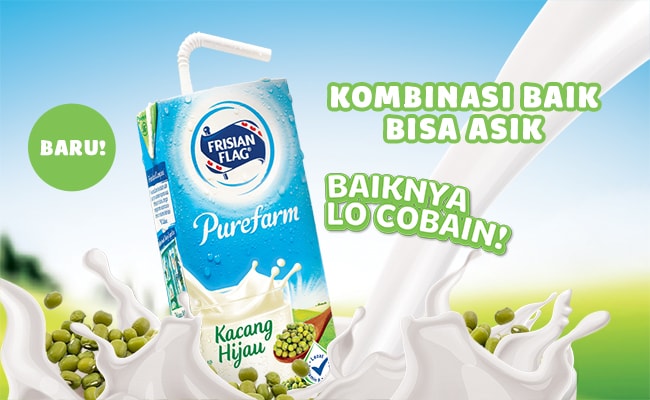 BARU!
FRISIAN
FLAG®
Purefarm
Kacang
Hijau
KOMBINASI BAIK
BISA ASIK
BAIKNYA
LO COBAIN!